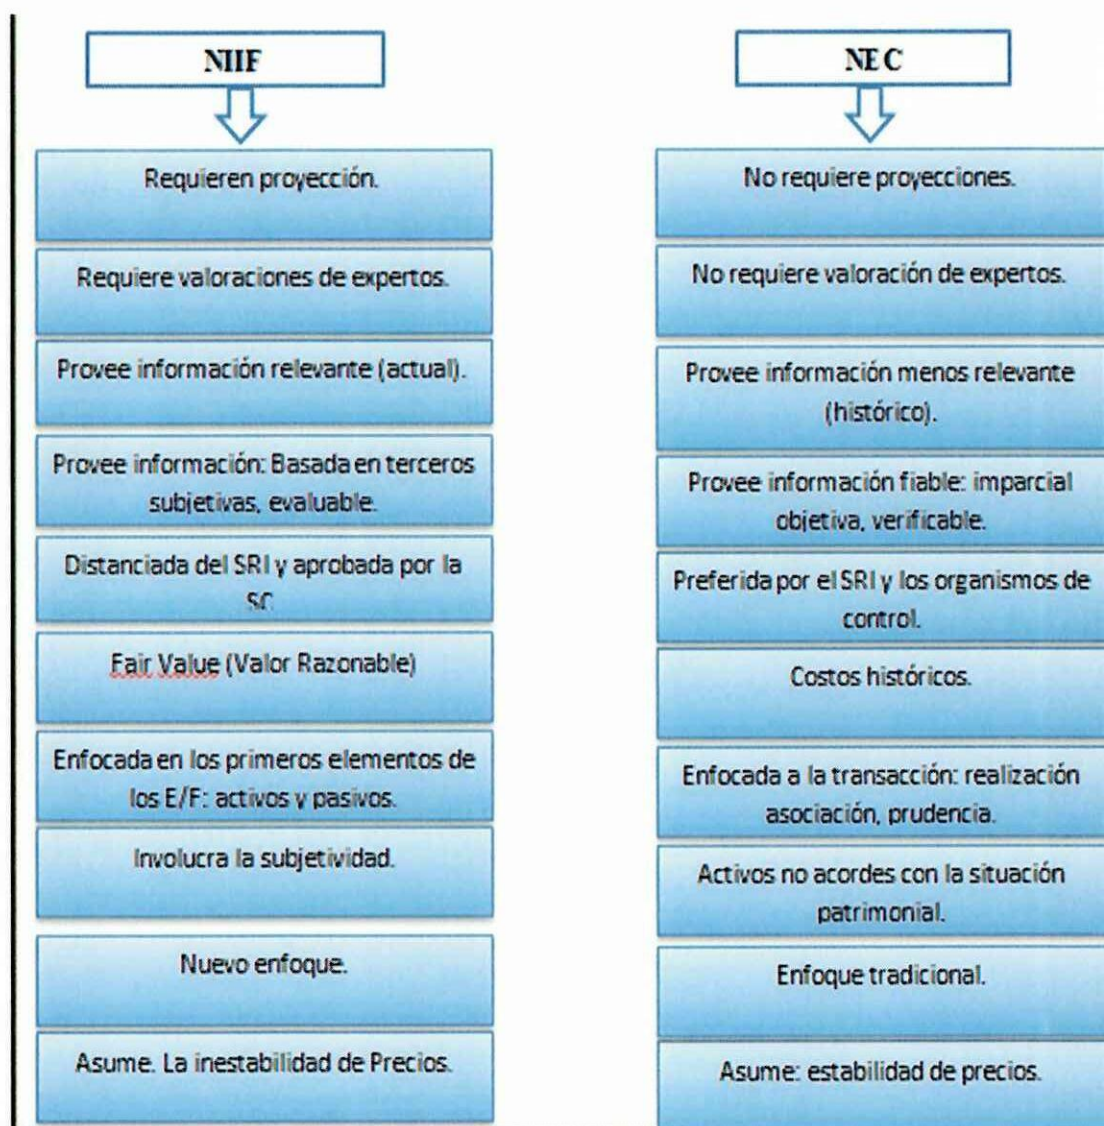 NIIF
Requieren proyección.
Requiere valoraciones de expertos.
Provee información relevante (actual).
Provee información: Basada en terceros
subjetivas, evaluable.
Distanciada del SRI y aprobada por la
SC
Fair Value (Valor Razonable)
Enfocada en los primeros elementos de
los E/F: activos y pasivos.
Involucra la subjetividad.
Nuevo enfoque.
Asume. La inestabilidad de Precios.
NEC
No requiere proyecciones.
No requiere valoración de expertos.
Provee información menos relevante
(histórico).
Provee información fiable: imparcial
objetiva, verificable.
Preferida por el SRI y los organismos de
control.
Costos históricos.
Enfocada a la transacción: realización
asociación, prudencia.
Activos no acordes con la situación
patrimonial.
Enfoque tradicional.
Asume: estabilidad de precios.